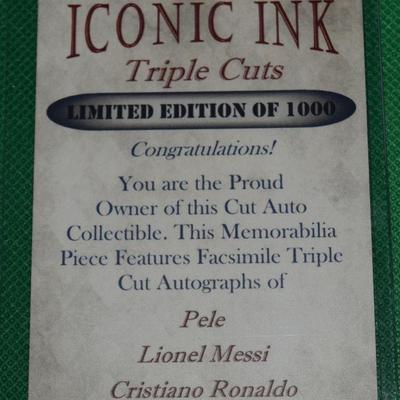 ICONIC INK
Triple Cuts
LIMITED EDITION OF 1000
Congratulations!
You are the Proud
Owner of this Cut Auto
Collectible. This Memorabilia
Piece Features Facsimile Triple
Cut Autographs of
Pele
Lionel Messi
Cristiano Ronaldo